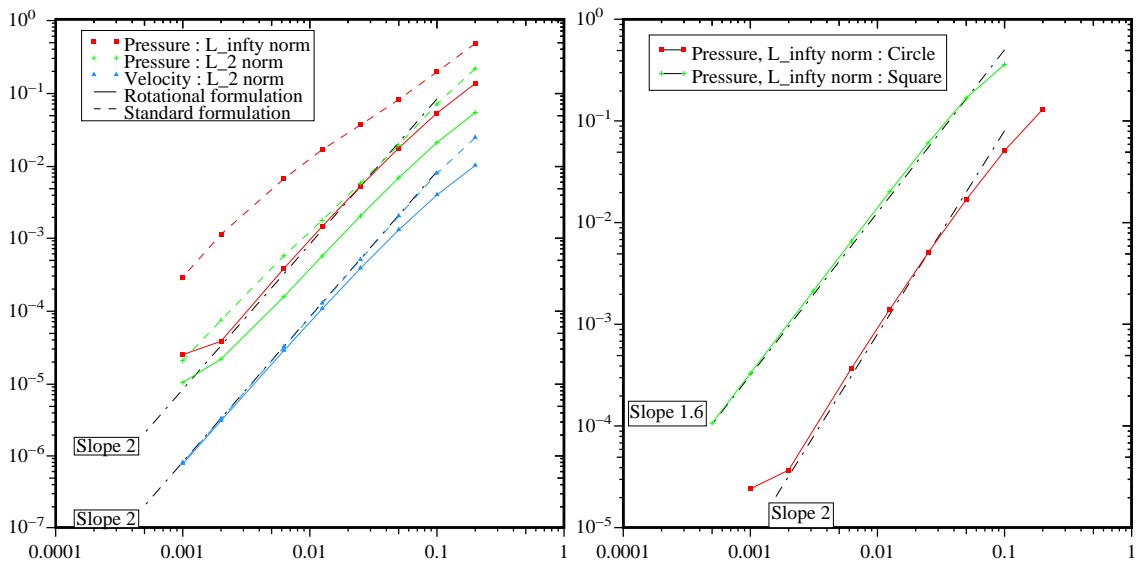 10^0
10^-1
10^-2
10^-3
10^-4
10^-5
10^-6
10^-7
0.0001
0.001
0.01
0.1
1
Pressure : L_infty norm
Pressure : L_2 norm
Velocity : L_2 norm
Rotational formulation
Standard formulation
Slope 2
Slope 2
10^0
10^-1
10^-2
10^-3
10^-4
10^-5
0.0001
0.001
0.01
0.1
1
Pressure, L_infty norm : Circle
Pressure, L_infty norm : Square
Slope 1.6
Slope 2